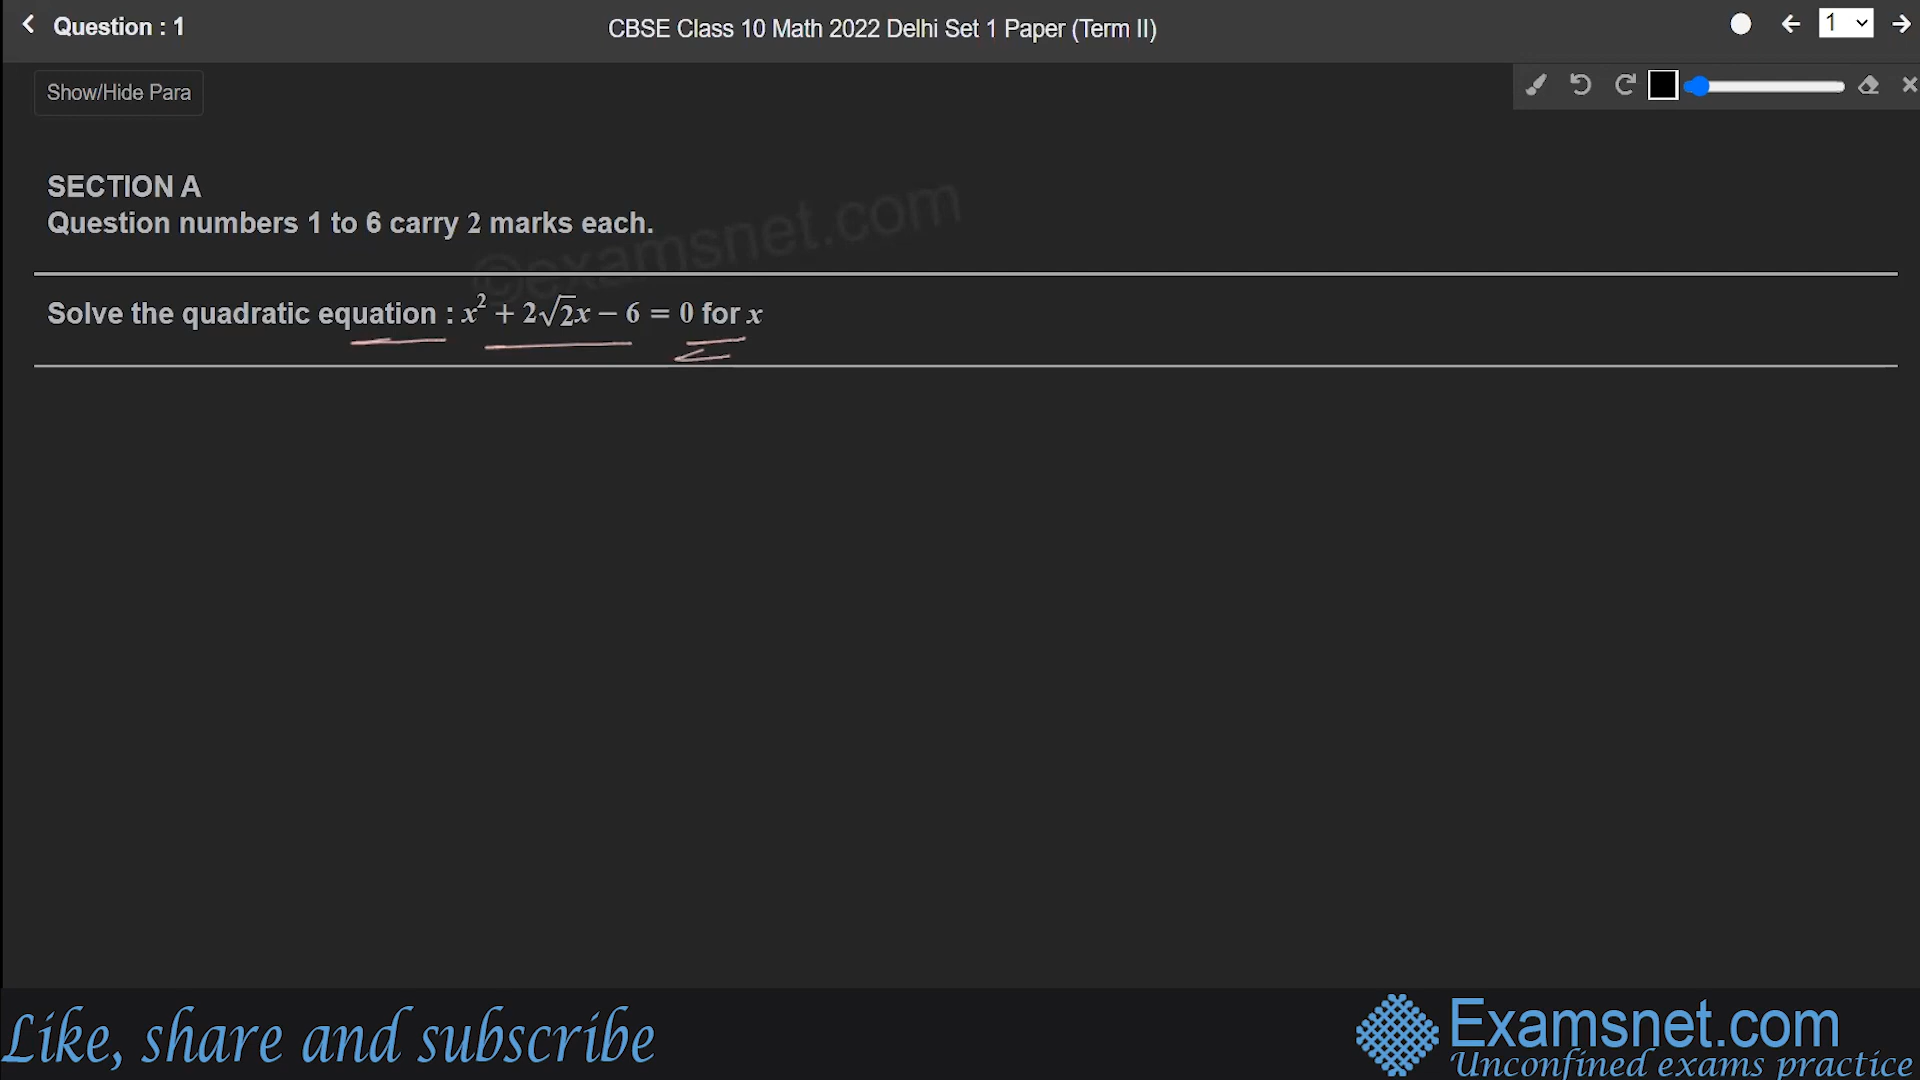 Question : 1
CBSE Class 10 Math 2022 Delhi Set 1 Paper (Term II)
1
Show/Hide Para
SECTION A
Question numbers 1 to 6 carry 2 marks each.
©examsnet.com
Solve the quadratic equation : x² + 2√2x − 6 = 0 for x
Like, share and subscribe
Examsnet.com
Unconfined exams practice